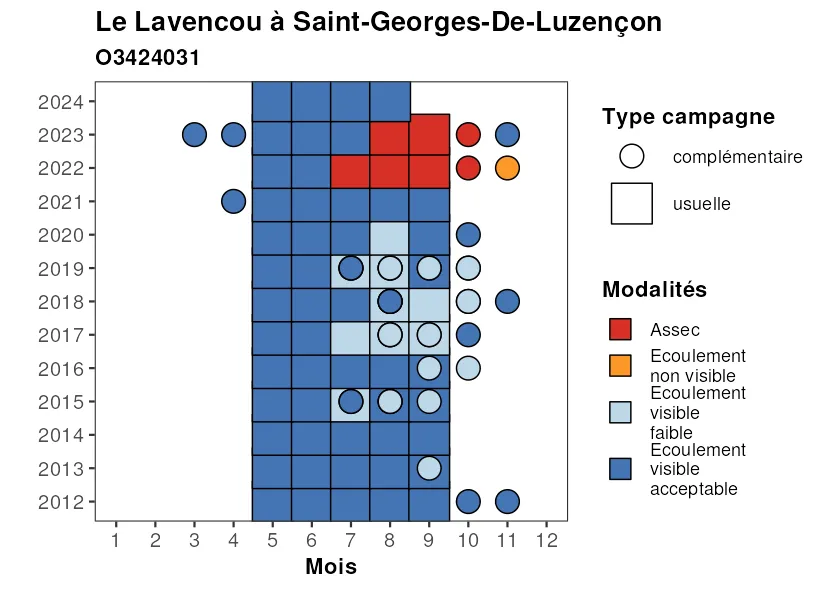 Le Lavencou à Saint-Georges-De-Luzençon
O3424031
2024
2023
2022
2021
2020
2019
2018
2017
2016
2015
2014
2013
2012
1 2 3 4 5 6 7 8 9 10 11 12
Mois
Type campagne
complémentaire
usuelle
Modalités
Assec
Ecoulement
non visible
Ecoulement
visible
faible
Ecoulement
visible
acceptable